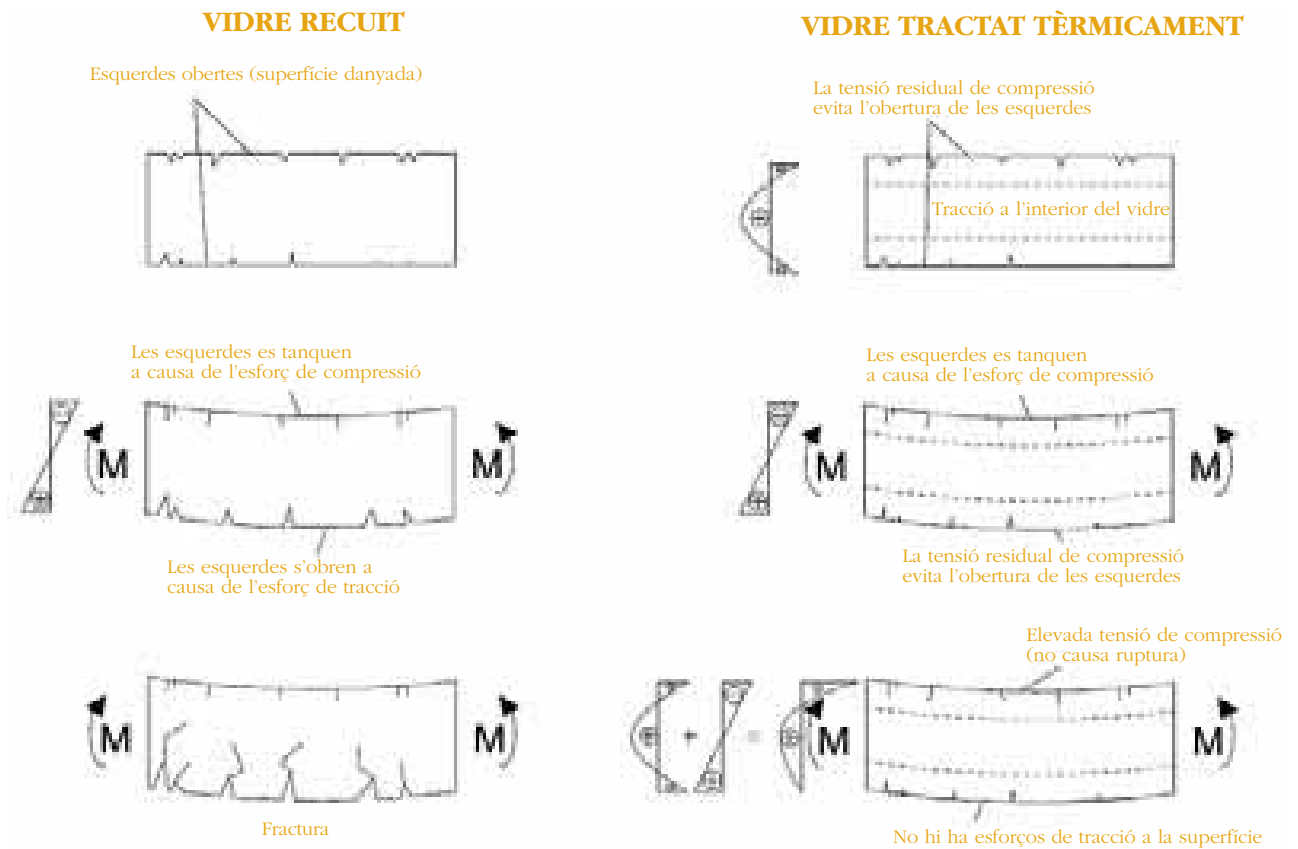 VIDRE RECUIT
Esquerdes obertes (superfície danyada)
Les esquerdes es tanquen
a causa de l'esforç de compressió
M
M
Les esquerdes s'obren a
causa de l'esforç de tracció
M
M
Fractura
VIDRE TRACTAT TÈRMICAMENT
La tensió residual de compressió
evita l'obertura de les esquerdes
Tracció a l'interior del vidre
Les esquerdes es tanquen
a causa de l'esforç de compressió
M
M
La tensió residual de compressió
evita l'obertura de les esquerdes
Elevada tensió de compressió
(no causa ruptura)
+ =
M
M
No hi ha esforços de tracció a la superfície